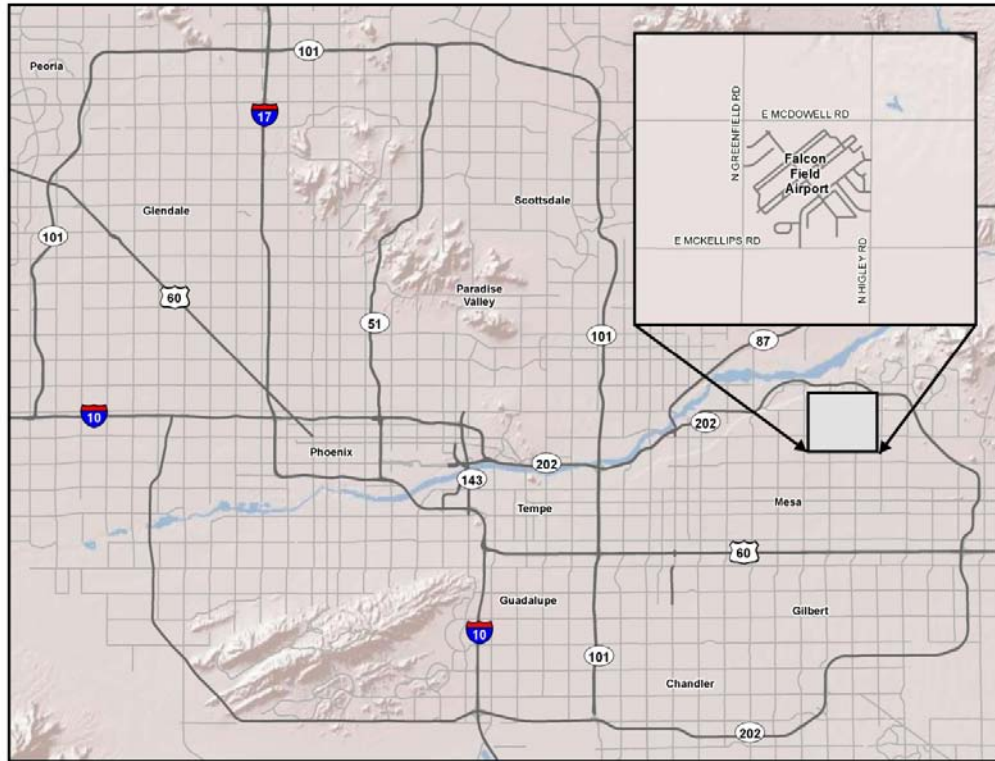 101
Peoria
17
N GREENFIELD RD
E MCDOWELL RD
Falcon
Field
Airport
E MCKELLIPS RD
N HIGLEY RD
Glendale
Scottsdale
101
60
Paradise
Valley
51
101
87
10
202
Phoenix
202
143
Tempe
Mesa
60
Guadalupe
Gilbert
10
101
Chandler
202